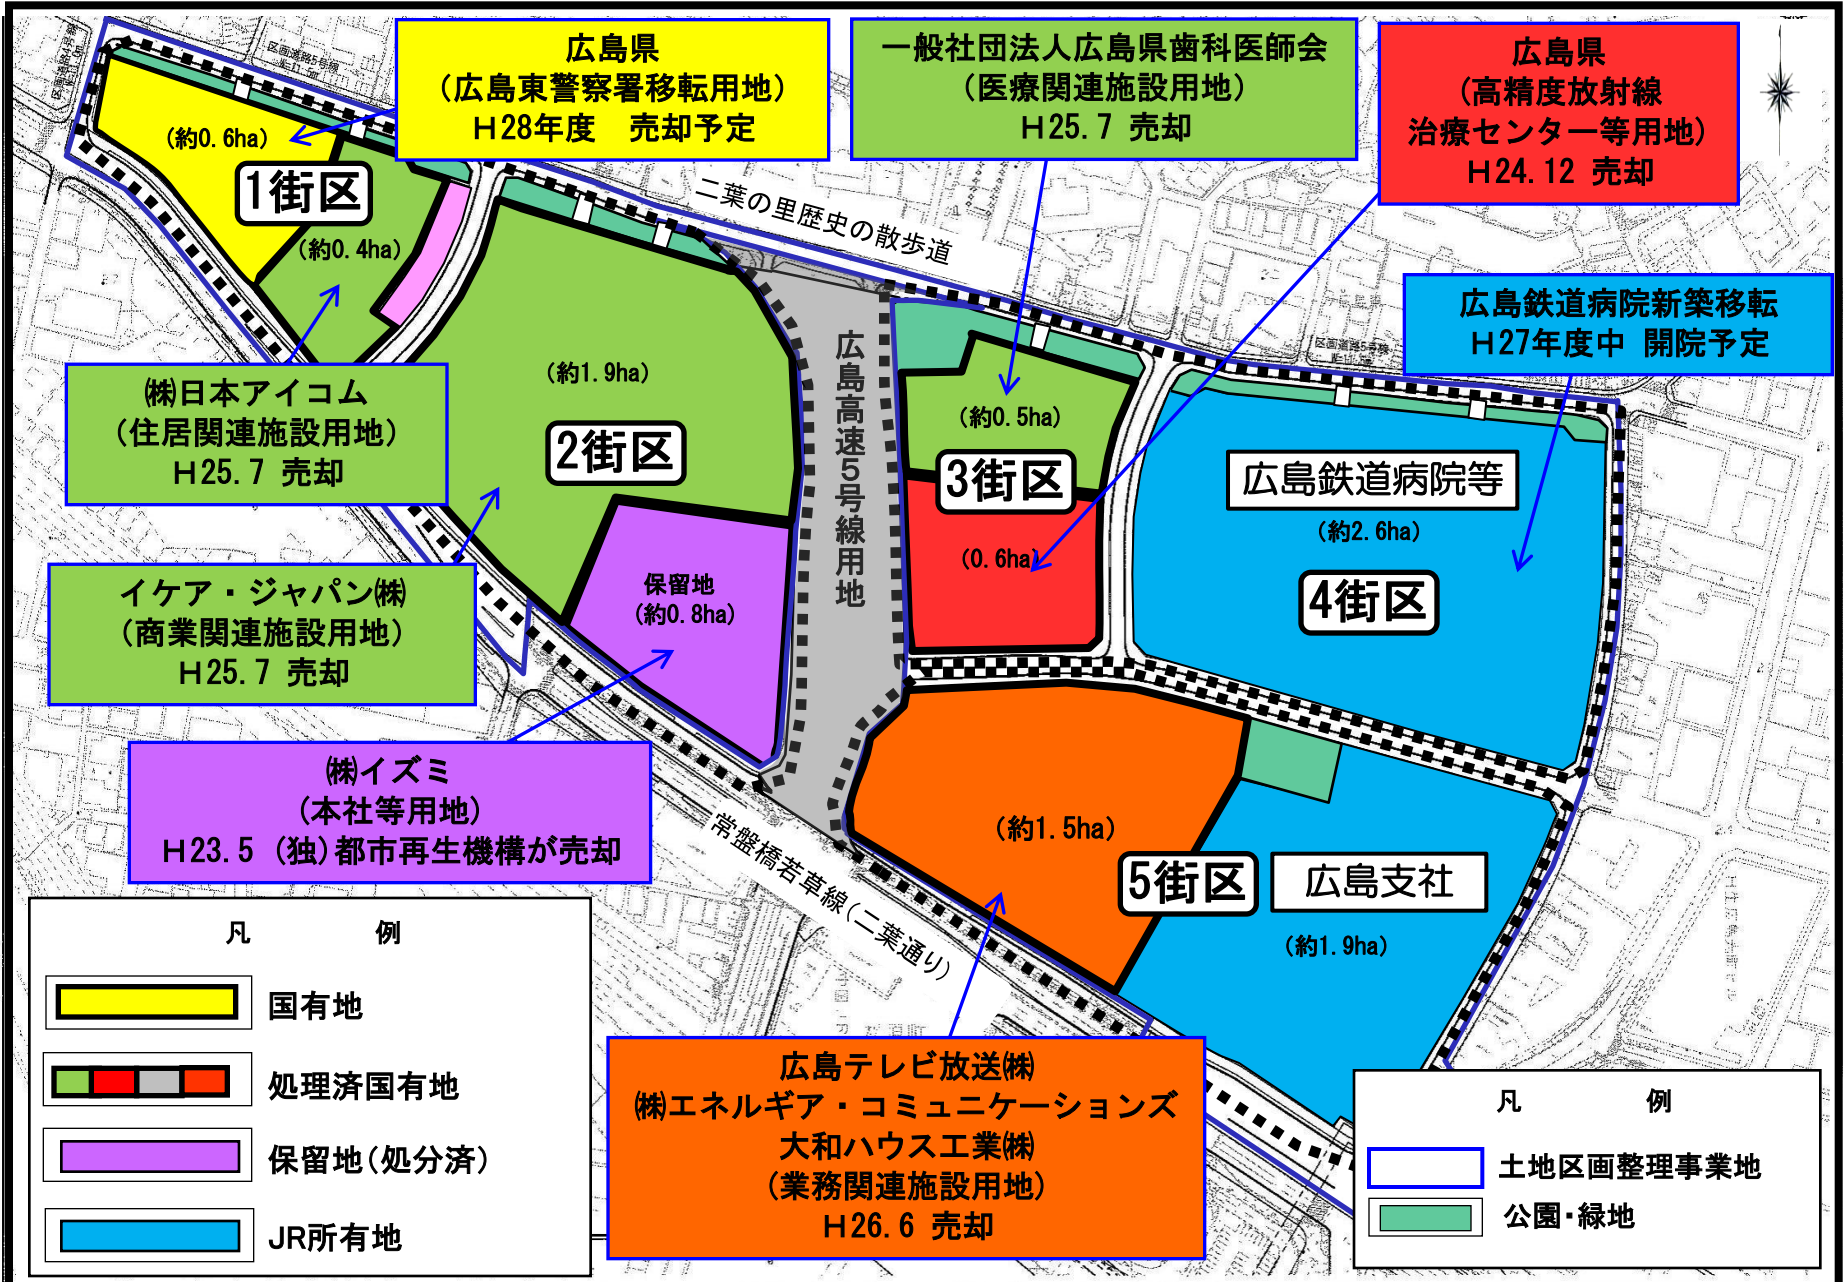 広島県
(広島東警察署移転用地)
H28年度 売却予定
一般社団法人広島県歯科医師会
(医療関連施設用地)
H25.7 売却
広島県
(高精度放射線
治療センター等用地)
H24.12 売却
区画道路5号線
(約0.6ha)
1街区
(約0.4ha)
二葉の里歴史の散歩道
広島鉄道病院新築移転
H27年度中 開院予定
区画道路5号線
㈱日本アイコム
(住居関連施設用地)
H25.7 売却
(約1.9ha)
2街区
広島高速5号線用地
(約0.5ha)
3街区
(0.6ha)
広島鉄道病院等
(約2.6ha)
4街区
イケア・ジャパン㈱
(商業関連施設用地)
H25.7 売却
保留地
(約0.8ha)
㈱イズミ
(本社等用地)
H23.5 (独)都市再生機構が売却
常盤橋若草線(二葉通り)
(約1.5ha)
5街区
広島支社
(約1.9ha)
広島テレビ放送㈱
㈱エネルギア・コミュニケーションズ
大和ハウス工業㈱
(業務関連施設用地)
H26.6 売却
凡 例
国有地
処理済国有地
保留地(処分済)
JR所有地
凡 例
土地区画整理事業地
公園・緑地